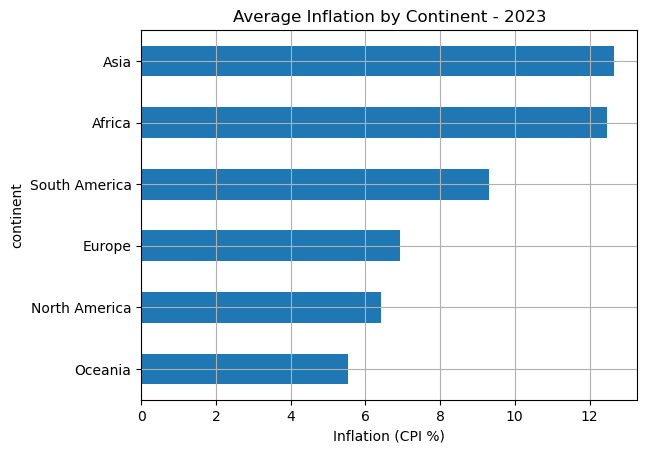 Average Inflation by Continent - 2023
continent
Asia
Africa
South America
Europe
North America
Oceania
0 2 4 6 8 10 12
Inflation (CPI %)